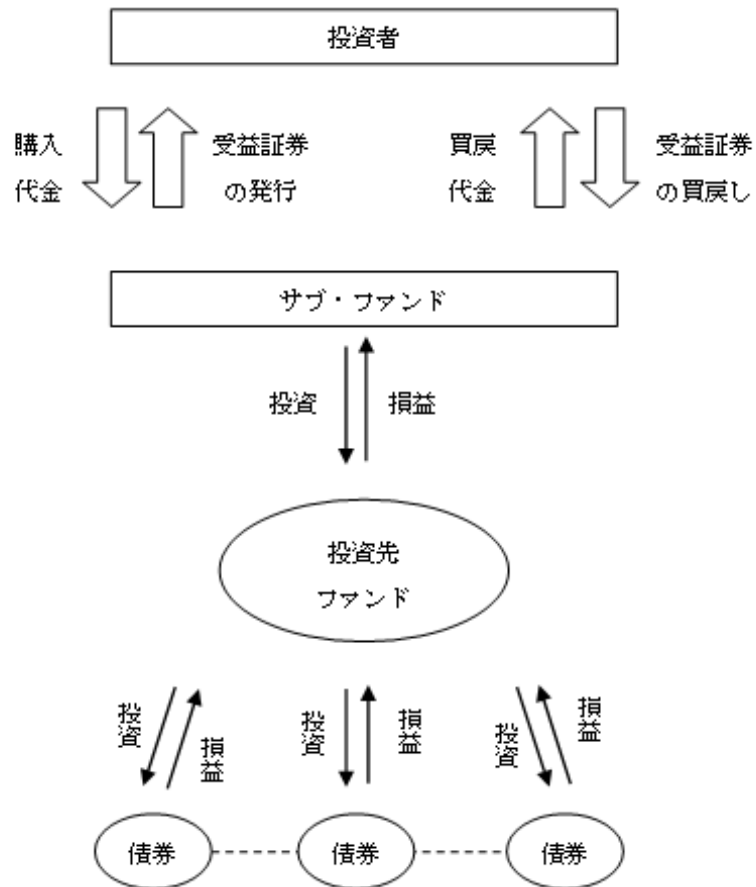 投資者
購入
代金
受益証券
の発行
買戻
代金
受益証券
の買戻し
サブ・ファンド
投資
損益
投資先
ファンド
投資
損益
投資
損益
投資
損益
債券
債券
債券